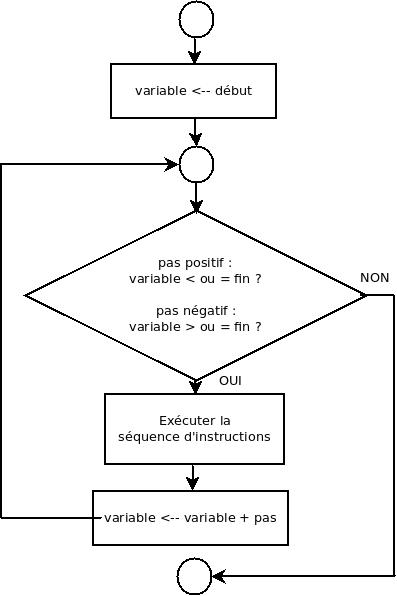 variable <-- début
pas positif :
variable < ou = fin ?
pas négatif :
variable > ou = fin ?
NON
OUI
Exécuter la
séquence d'instructions
variable <-- variable + pas